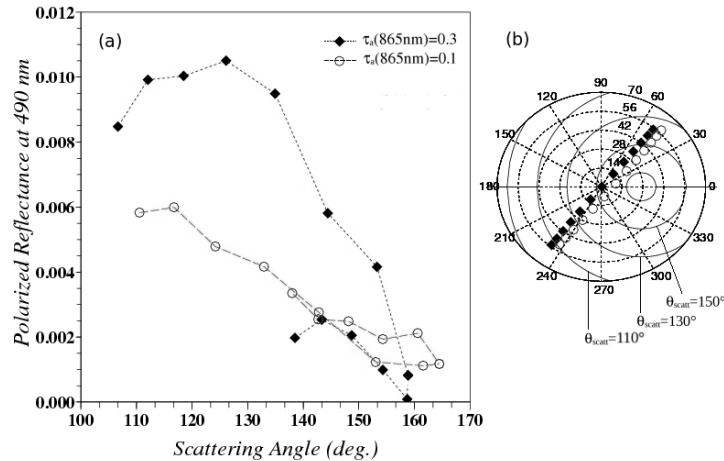 (a)
τa(865nm)=0.3
τa(865nm)=0.1
0.012
0.010
0.008
0.006
0.004
0.002
0.000
Polarized Reflectance at 490 nm
100 110 120 130 140 150 160 170
Scattering Angle (deg.)
(b)
90 70 60
120 56
42
150 28 30
14
180 0
210 330
240 300
270
θscatt=150°
θscatt=130°
θscatt=110°